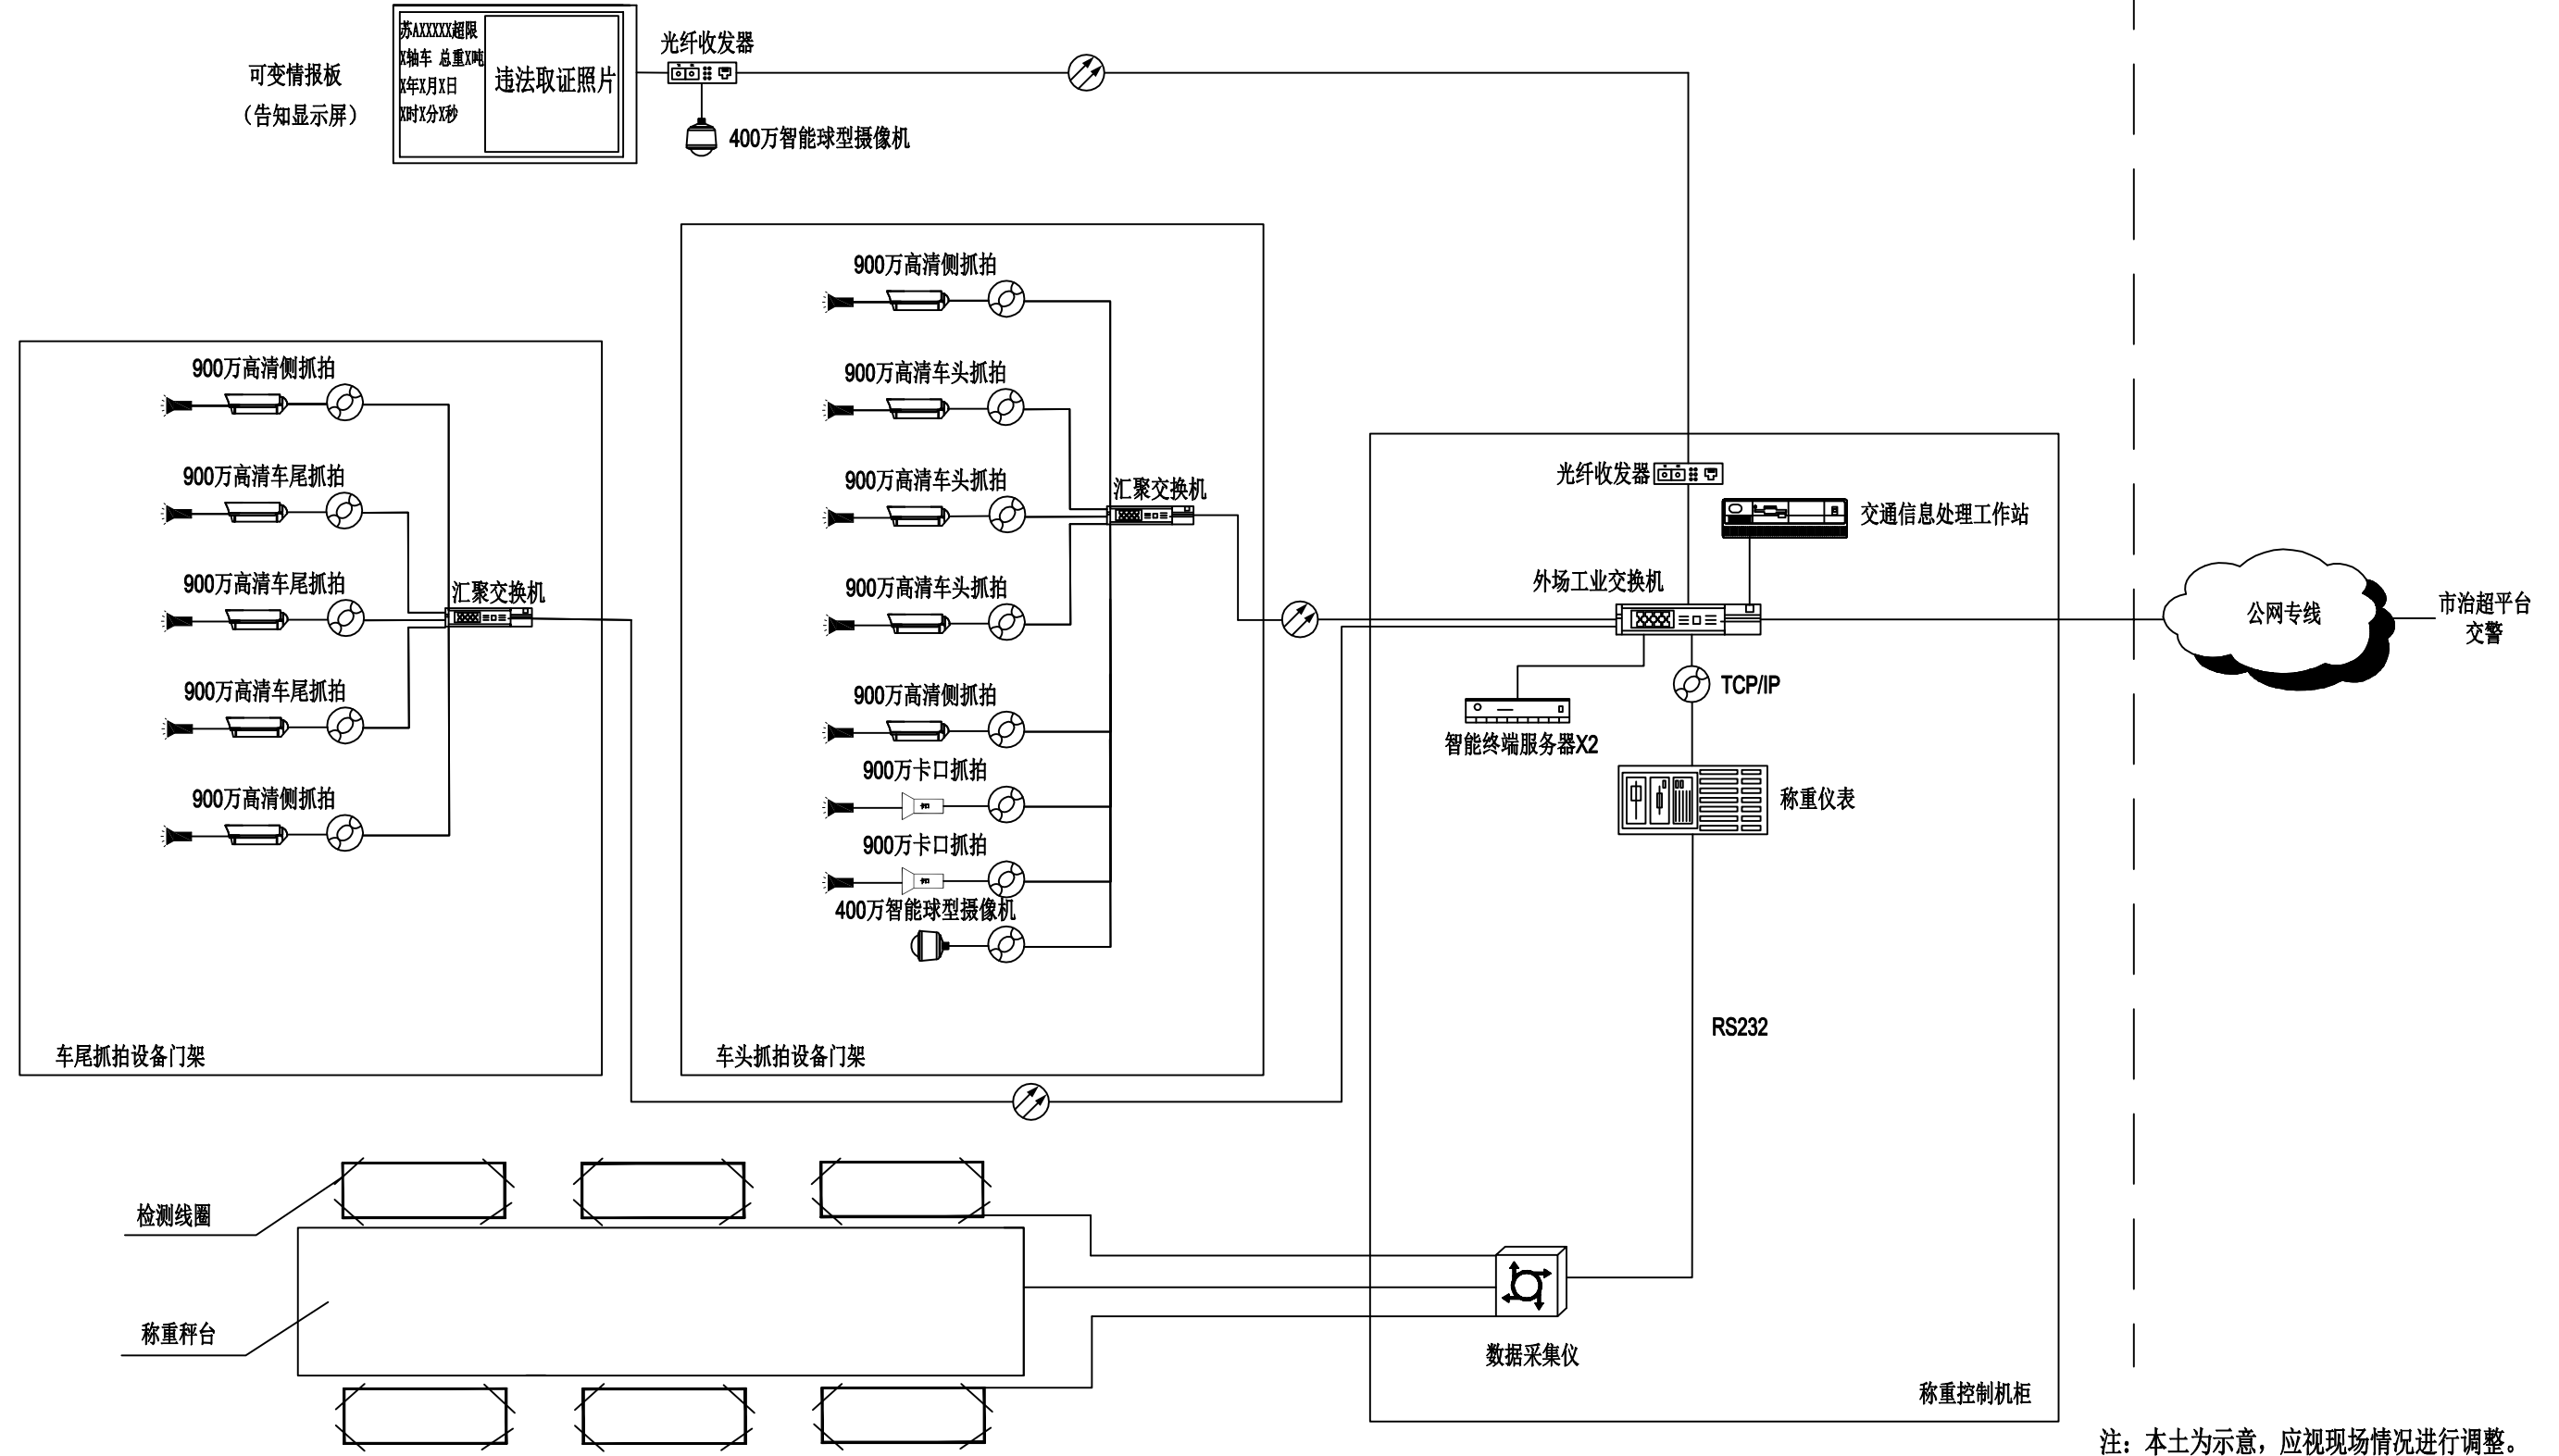 苏AXXXXX超限
X轴车 总重X吨
X年X月X日
X时X分X秒
违法取证照片
可变情报板
（告知显示屏）
光纤收发器
400万智能球型摄像机
900万高清侧抓拍
900万高清车尾抓拍
900万高清车尾抓拍
900万高清车尾抓拍
900万高清侧抓拍
汇聚交换机
车尾抓拍设备门架
900万高清侧抓拍
900万高清车头抓拍
900万高清车头抓拍
900万高清车头抓拍
900万高清侧抓拍
900万卡口抓拍
900万卡口抓拍
400万智能球型摄像机
汇聚交换机
车头抓拍设备门架
光纤收发器
交通信息处理工作站
外场工业交换机
TCP/IP
智能终端服务器X2
称重仪表
RS232
数据采集仪
称重控制机柜
公网专线
市治超平台
交警
检测线圈
称重秤台
注：本土为示意，应视现场情况进行调整。